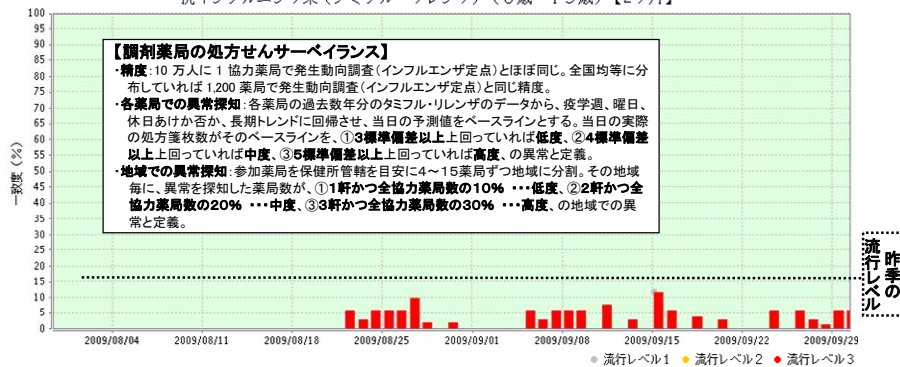 抗インフルエンザ薬(タミフル・リレンザ)(0歳-15歳)【2ヶ月】
100
95
90
85
80
75
70
65
60
55
50
45
40
35
30
25
20
15
10
5
0
一致度(%)
【調剤薬局の処方せんサーベイランス】
・精度:10 万人に 1 協力薬局で発生動向調査(インフルエンザ定点)とほぼ同じ。全国均等に分
布していれば 1,200 薬局で発生動向調査(インフルエンザ定点)と同じ精度。
・各薬局での異常探知:各薬局の過去数年分のタミフル・リレンザのデータから、疫学週、曜日、
休日あけか否か、長期トレンドに回帰させ、当日の予測値をベースラインとする。当日の実際
の処方箋枚数がそのベースラインを、①3標準偏差以上上回っていれば低度、②4標準偏差
以上上回っていれば中度、③5標準偏差以上上回っていれば高度、の異常と定義。
・地域での異常探知:参加薬局を保健所管轄を目安に4~15薬局ずつ地域に分割。その地域
毎に、異常を探知した薬局数が、①1軒かつ全協力薬局数の10% …低度、②2軒かつ全
協力薬局数の20% …中度、③3軒かつ全協力薬局数の30% …高度、の地域での異
常と定義。
昨季の
流行レベル
2009/08/04
2009/08/11
2009/08/18
2009/08/25
2009/09/01
2009/09/08
2009/09/15
2009/09/22
2009/09/29
流行レベル1
流行レベル2
流行レベル3